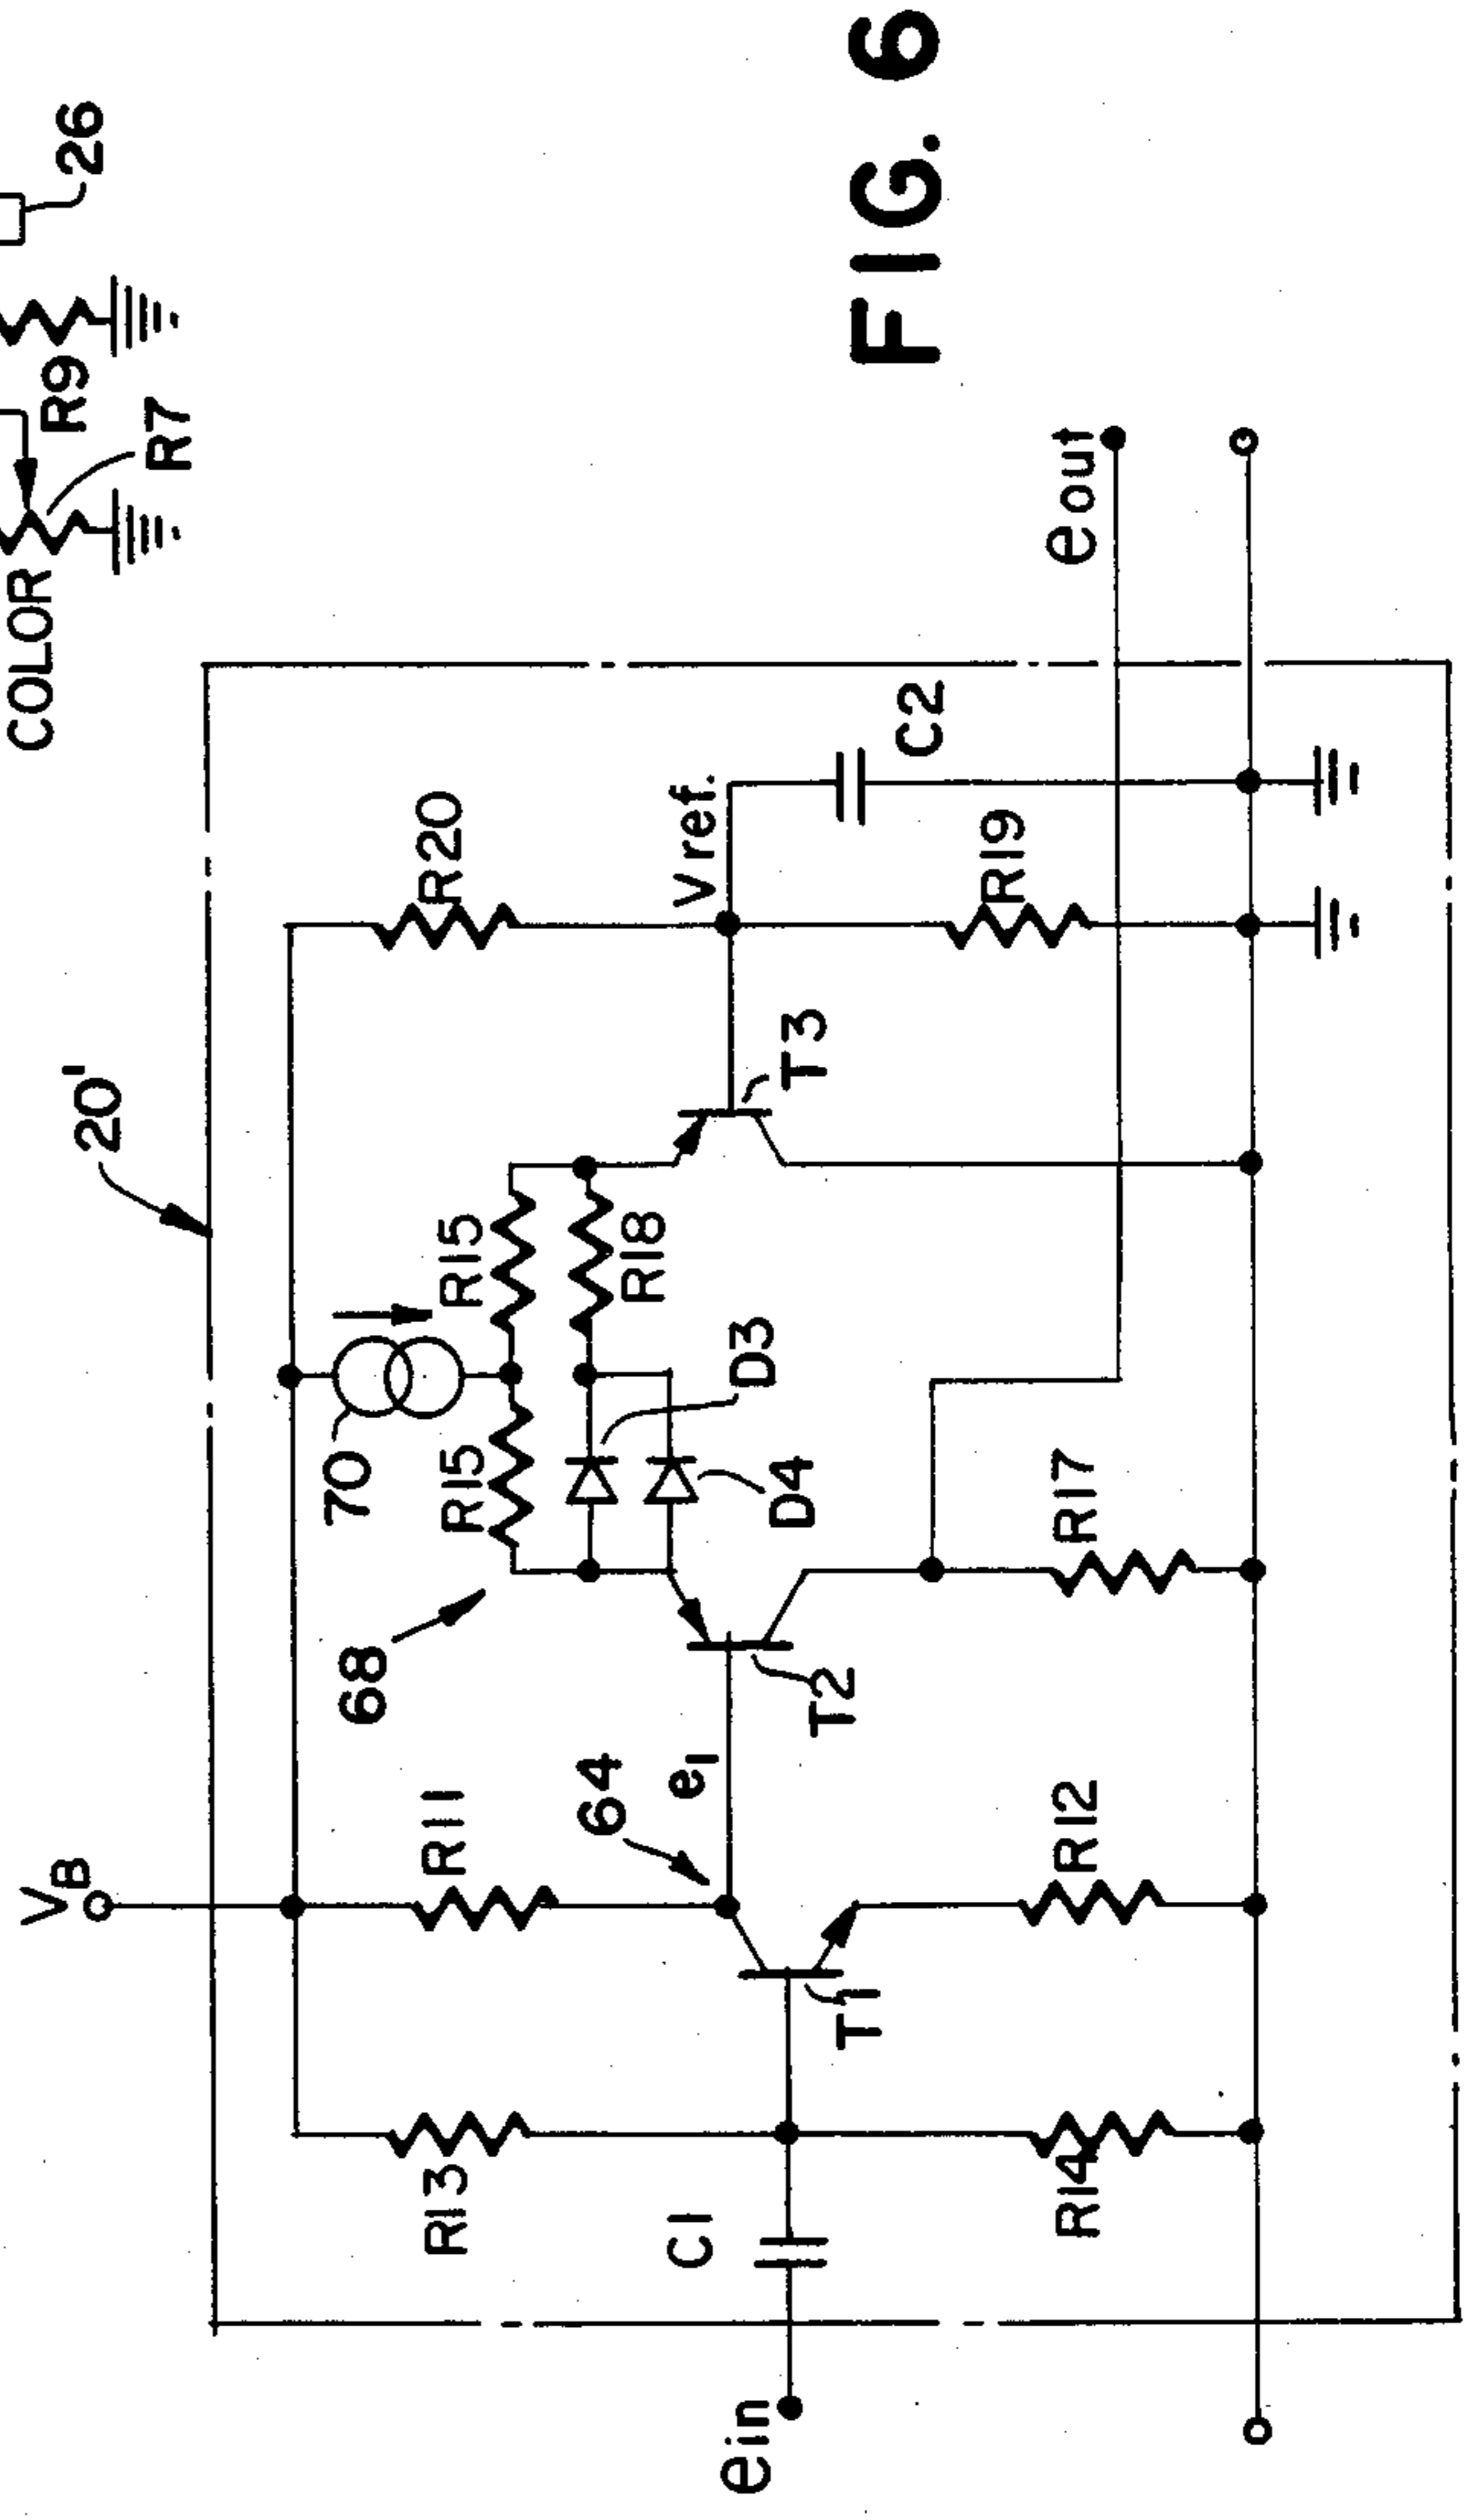 COLOR
R9
R7
26
20'
VB
R13
R11
70
R15
R15
R20
68
R18
D3
D4
64
e1
Vref.
C2
C1
T1
T2
T3
R14
R12
R17
R19
ein
eout
FIG. 6